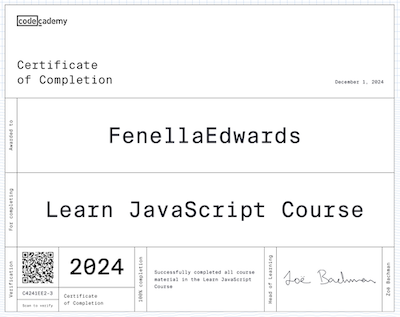 codecademy
Certificate
of Completion
December 1, 2024
Awarded to
FenellaEdwards
For completing
Learn JavaScript Course
Verification
C4241EE2-3
Scan to verify
2024
Certificate
of Completion
100% completion
Successfully completed all course
material in the Learn JavaScript
Course
Head of Learning
Zoë Bachman
Zoë Bachman